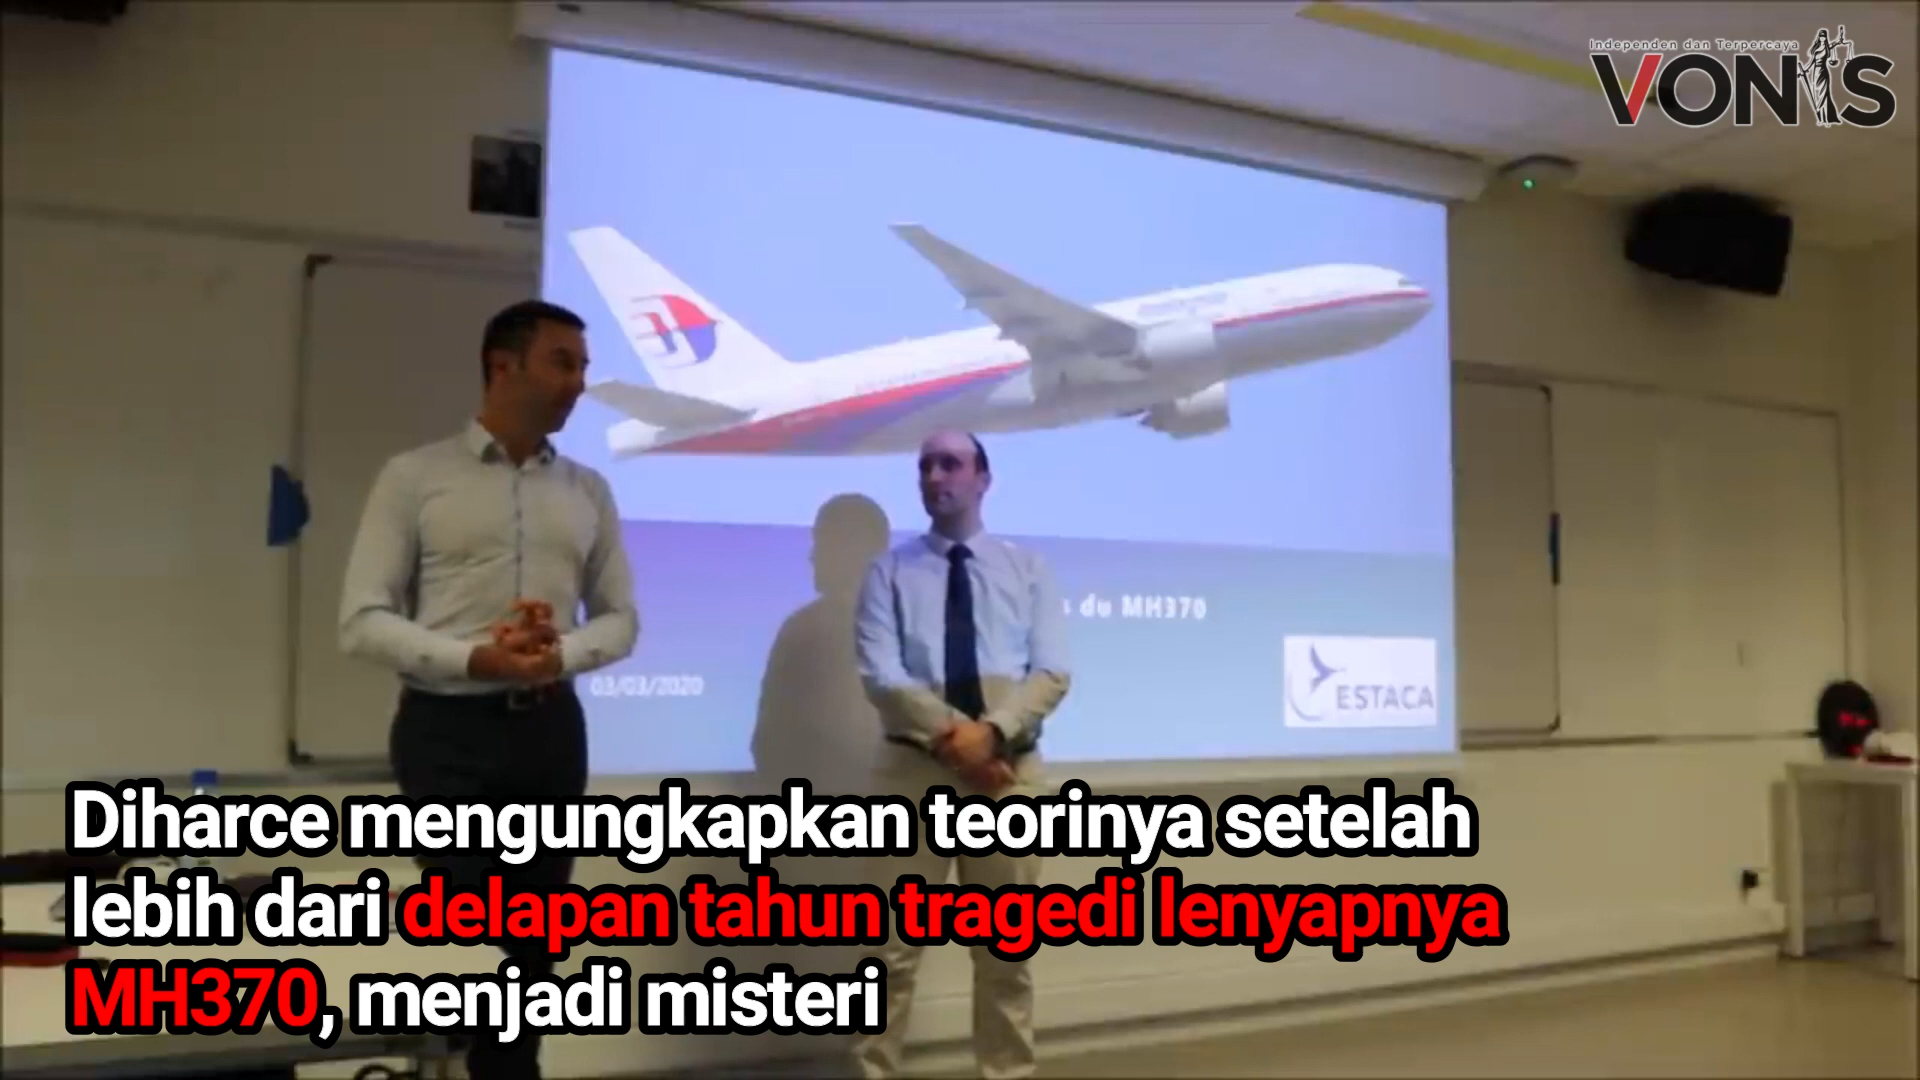 Independen dan Terpercaya
VONIS
s du MH370
03/03/2020
ESTACA
Diharce mengungkapkan teorinya setelah
lebih dari delapan tahun tragedi lenyapnya
MH370, menjadi misteri